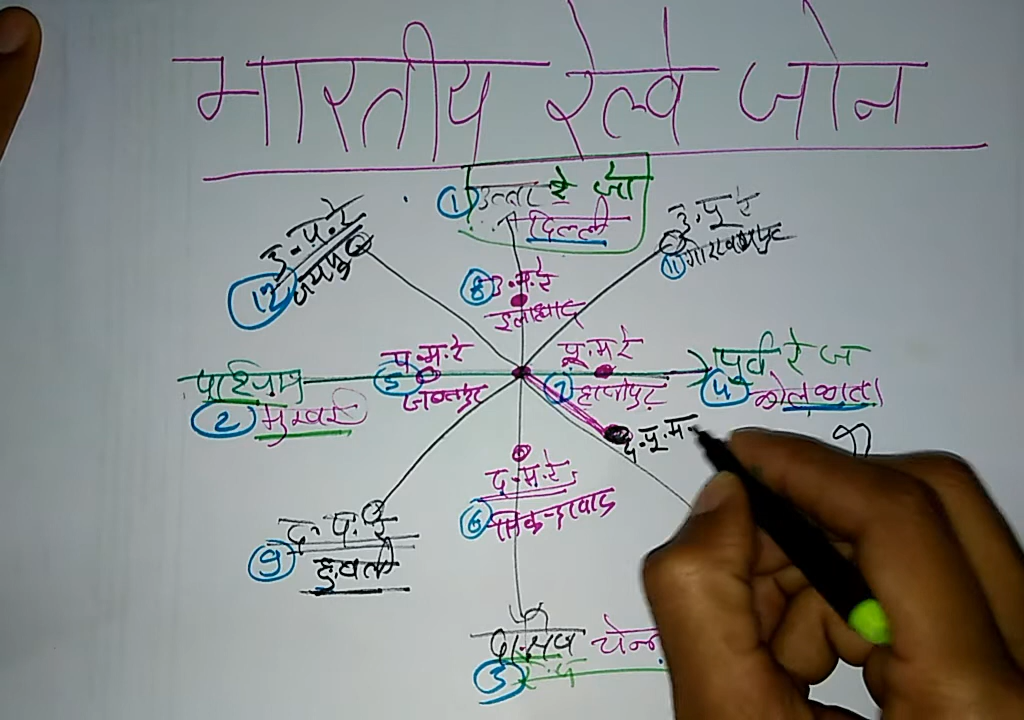 भारतीय रेल्वे जोन
① उत्तर रे जो
दिल्ली
उ.प.रे
⑫ जयपुर
उ.पू रे
⑪ गोरखपुर
⑧ उ.म.रे
इलाहाबाद
प.म.रे
⑤ जबलपुर
पू.म.रे
⑦ हाजीपुर
पूर्व रे ज
④ कोलकाता
पश्चिम
② मुम्बई
द.पू.म.
द.म.रे
⑥ सिकन्दराबाद
द.प.रे
⑨ हुबली
दक्षिण चेन्न
③